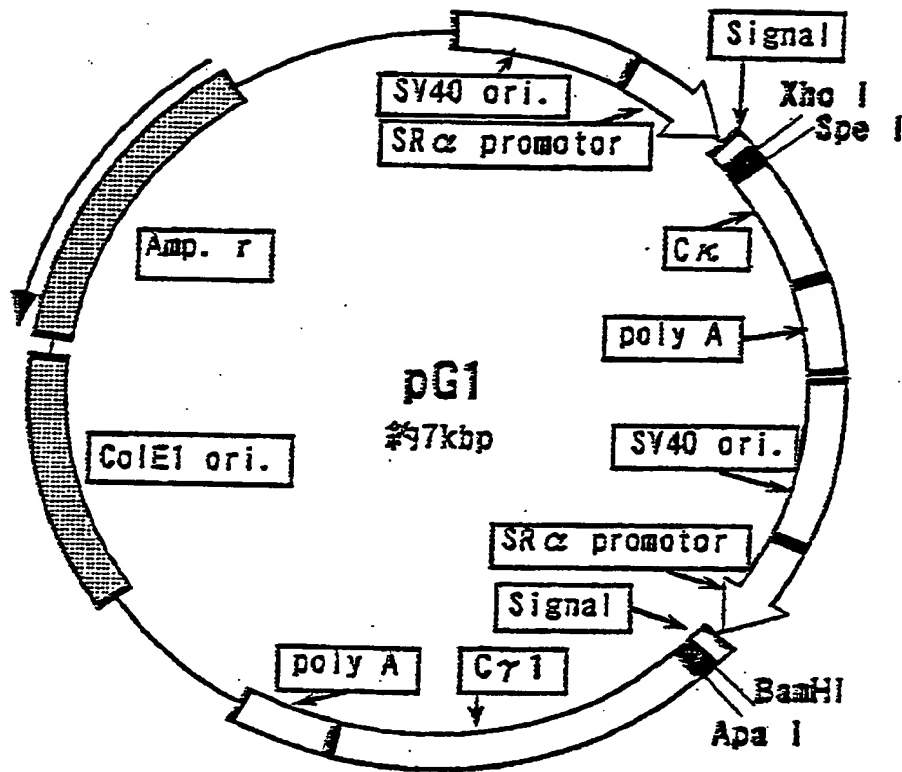 Signal
SV40 ori.
SRα promotor
Xho I
Spe I
Amp. r
Cκ
poly A
pG1
約7kbp
ColE1 ori.
SV40 ori.
SRα promotor
Signal
poly A
Cγ1
BamHI
Apa I